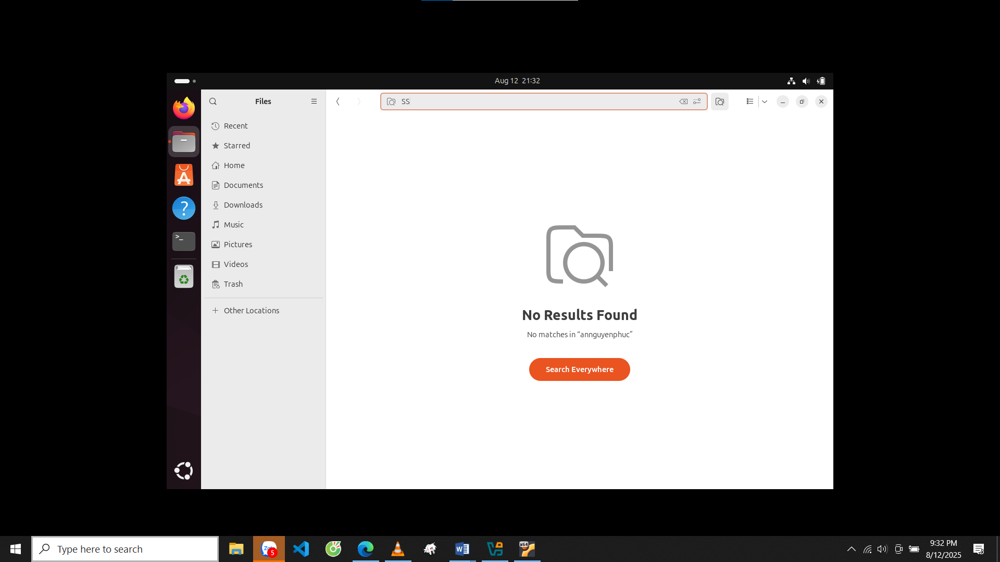 Aug 12 21:32
Files
SS
Recent
Starred
Home
Documents
Downloads
Music
Pictures
Videos
Trash
Other Locations
No Results Found
No matches in “annguyenphuc”
Search Everywhere
Type here to search
5
x64
9:32 PM
8/12/2025